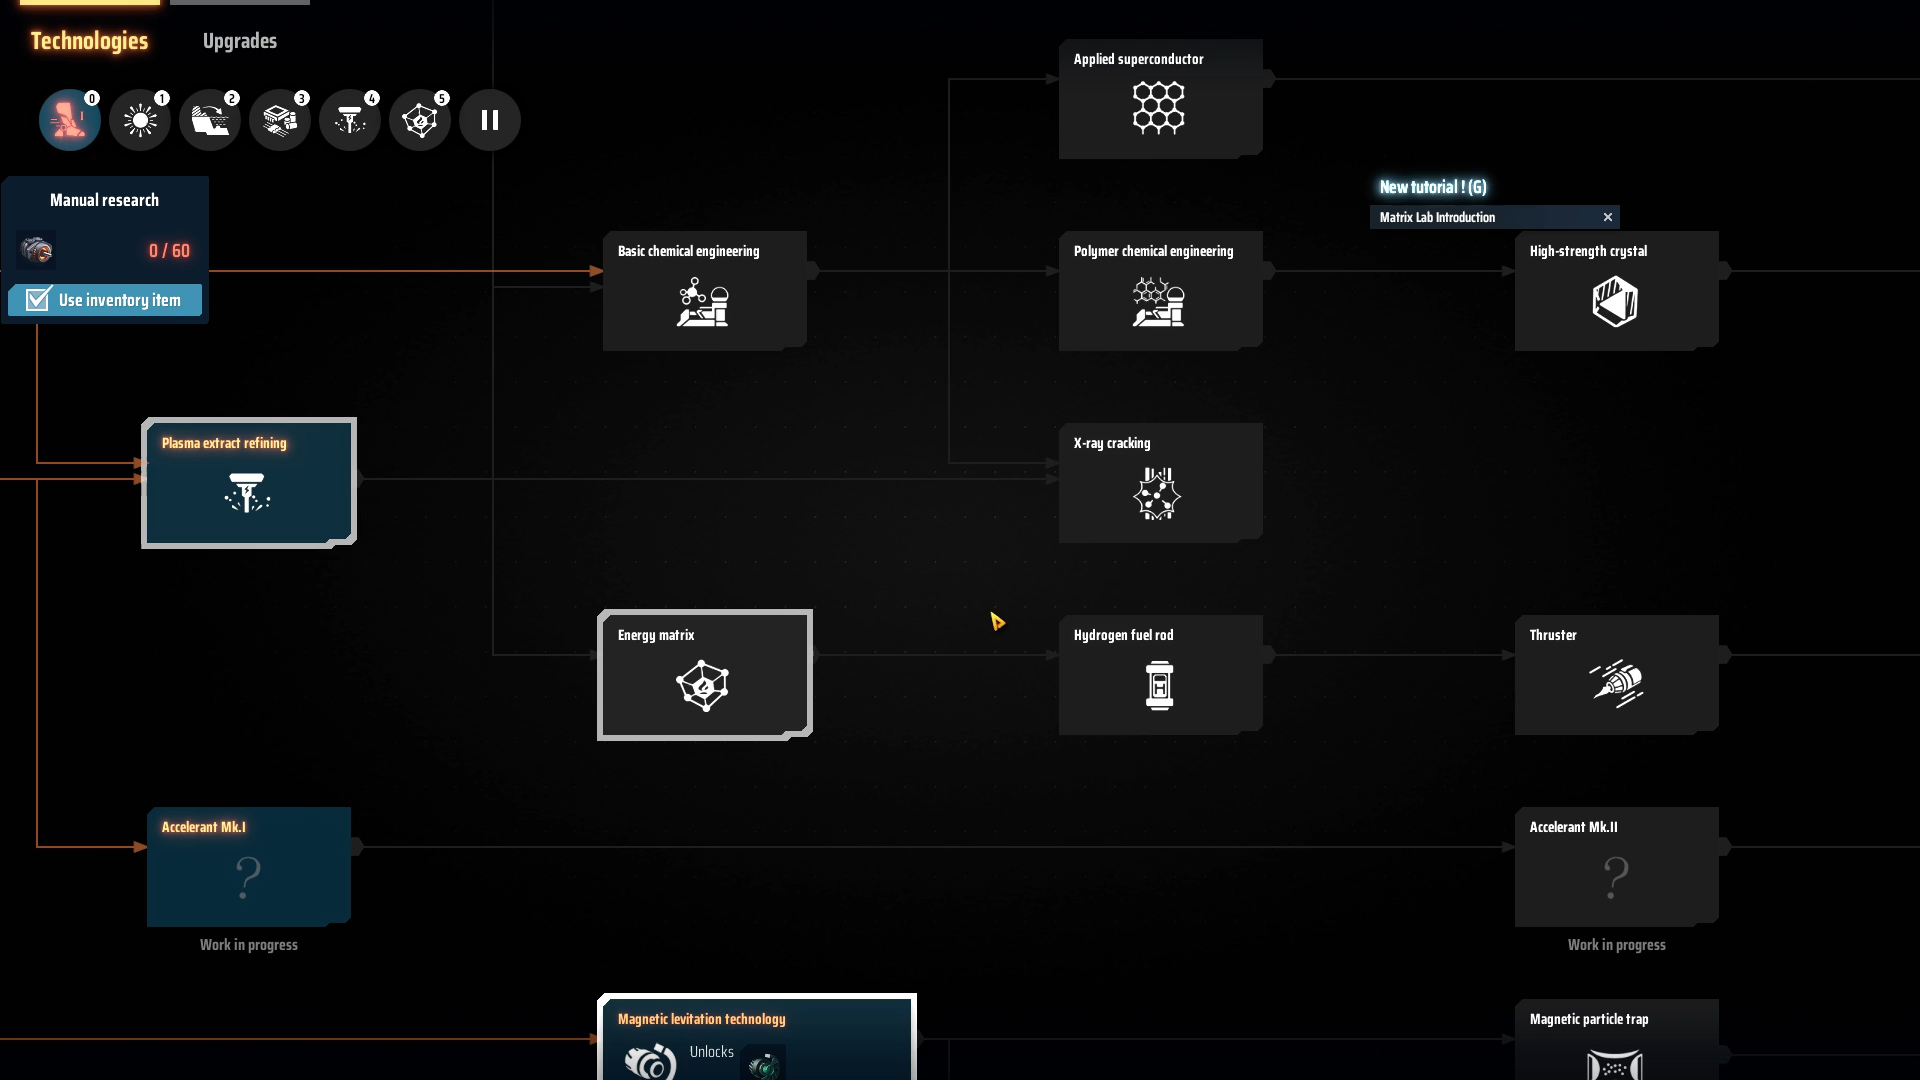 Technologies
Upgrades
0
1
2
3
4
5
Applied superconductor
Manual research
0 / 60
Use inventory item
New tutorial ! (G)
Matrix Lab Introduction
Basic chemical engineering
Polymer chemical engineering
High-strength crystal
Plasma extract refining
X-ray cracking
Energy matrix
Hydrogen fuel rod
Thruster
Accelerant Mk.I
?
Work in progress
Accelerant Mk.II
?
Work in progress
Magnetic levitation technology
Unlocks
Magnetic particle trap